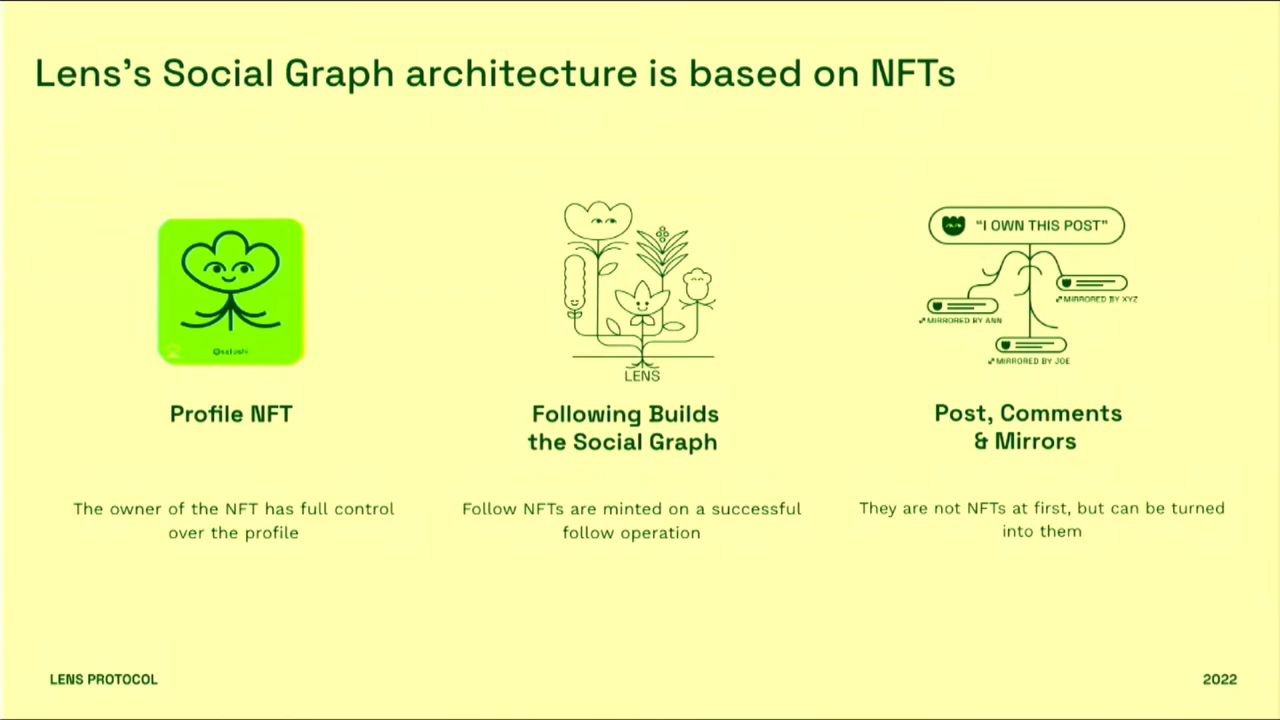 Lens's Social Graph architecture is based on NFTs
@satoshi
Profile NFT
The owner of the NFT has full control
over the profile
LENS
Following Builds
the Social Graph
Follow NFTs are minted on a successful
follow operation
"I OWN THIS POST"
MIRRORED BY XYZ
MIRRORED BY ANN
MIRRORED BY JOE
Post, Comments
& Mirrors
They are not NFTs at first, but can be turned
into them
LENS PROTOCOL
2022